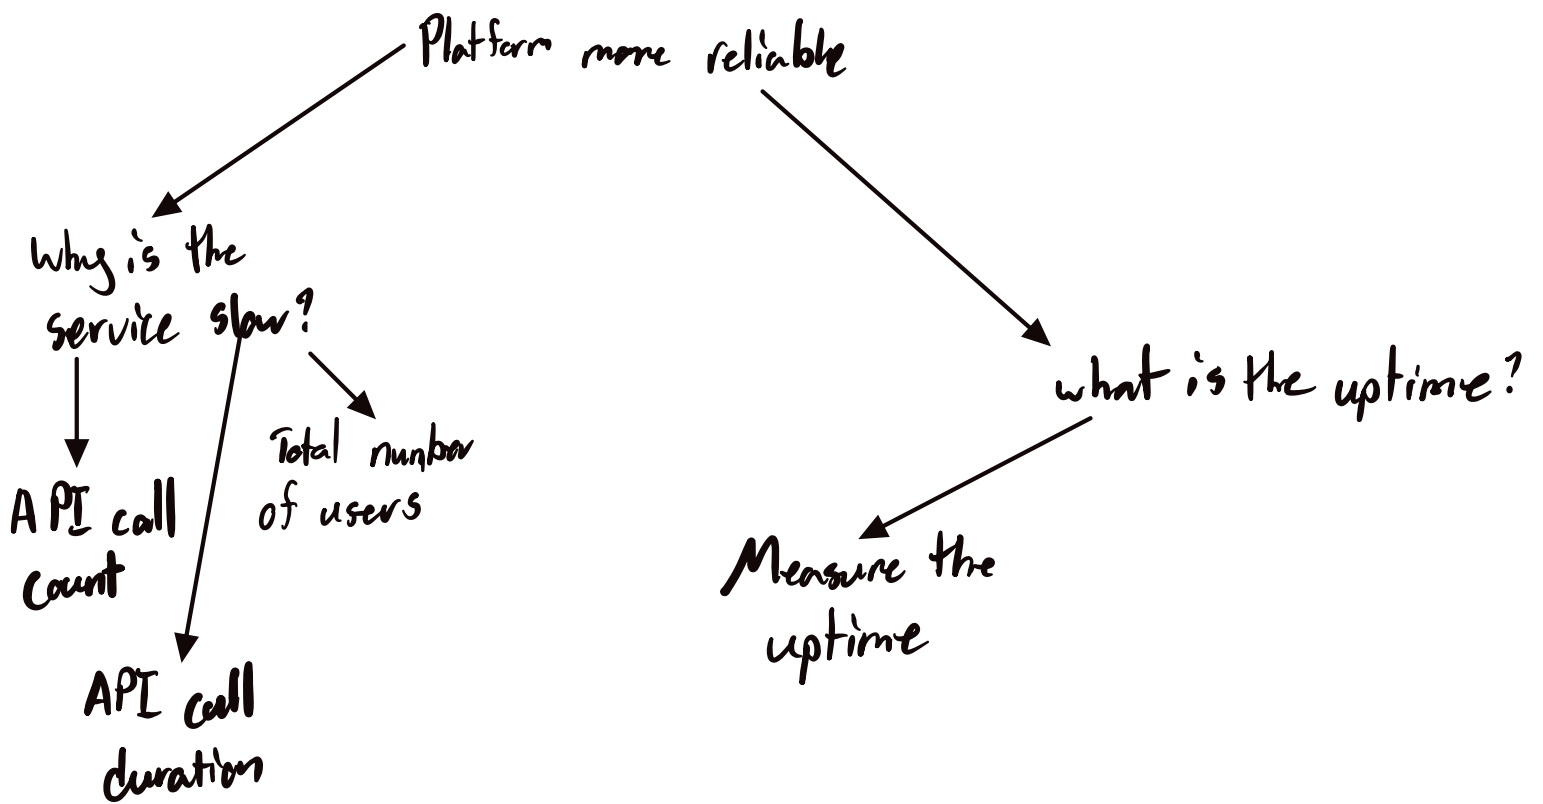 Platform more reliable
Why is the
service slow?
what is the uptime?
Total number
of users
API call
count
Measure the
uptime
API call
duration